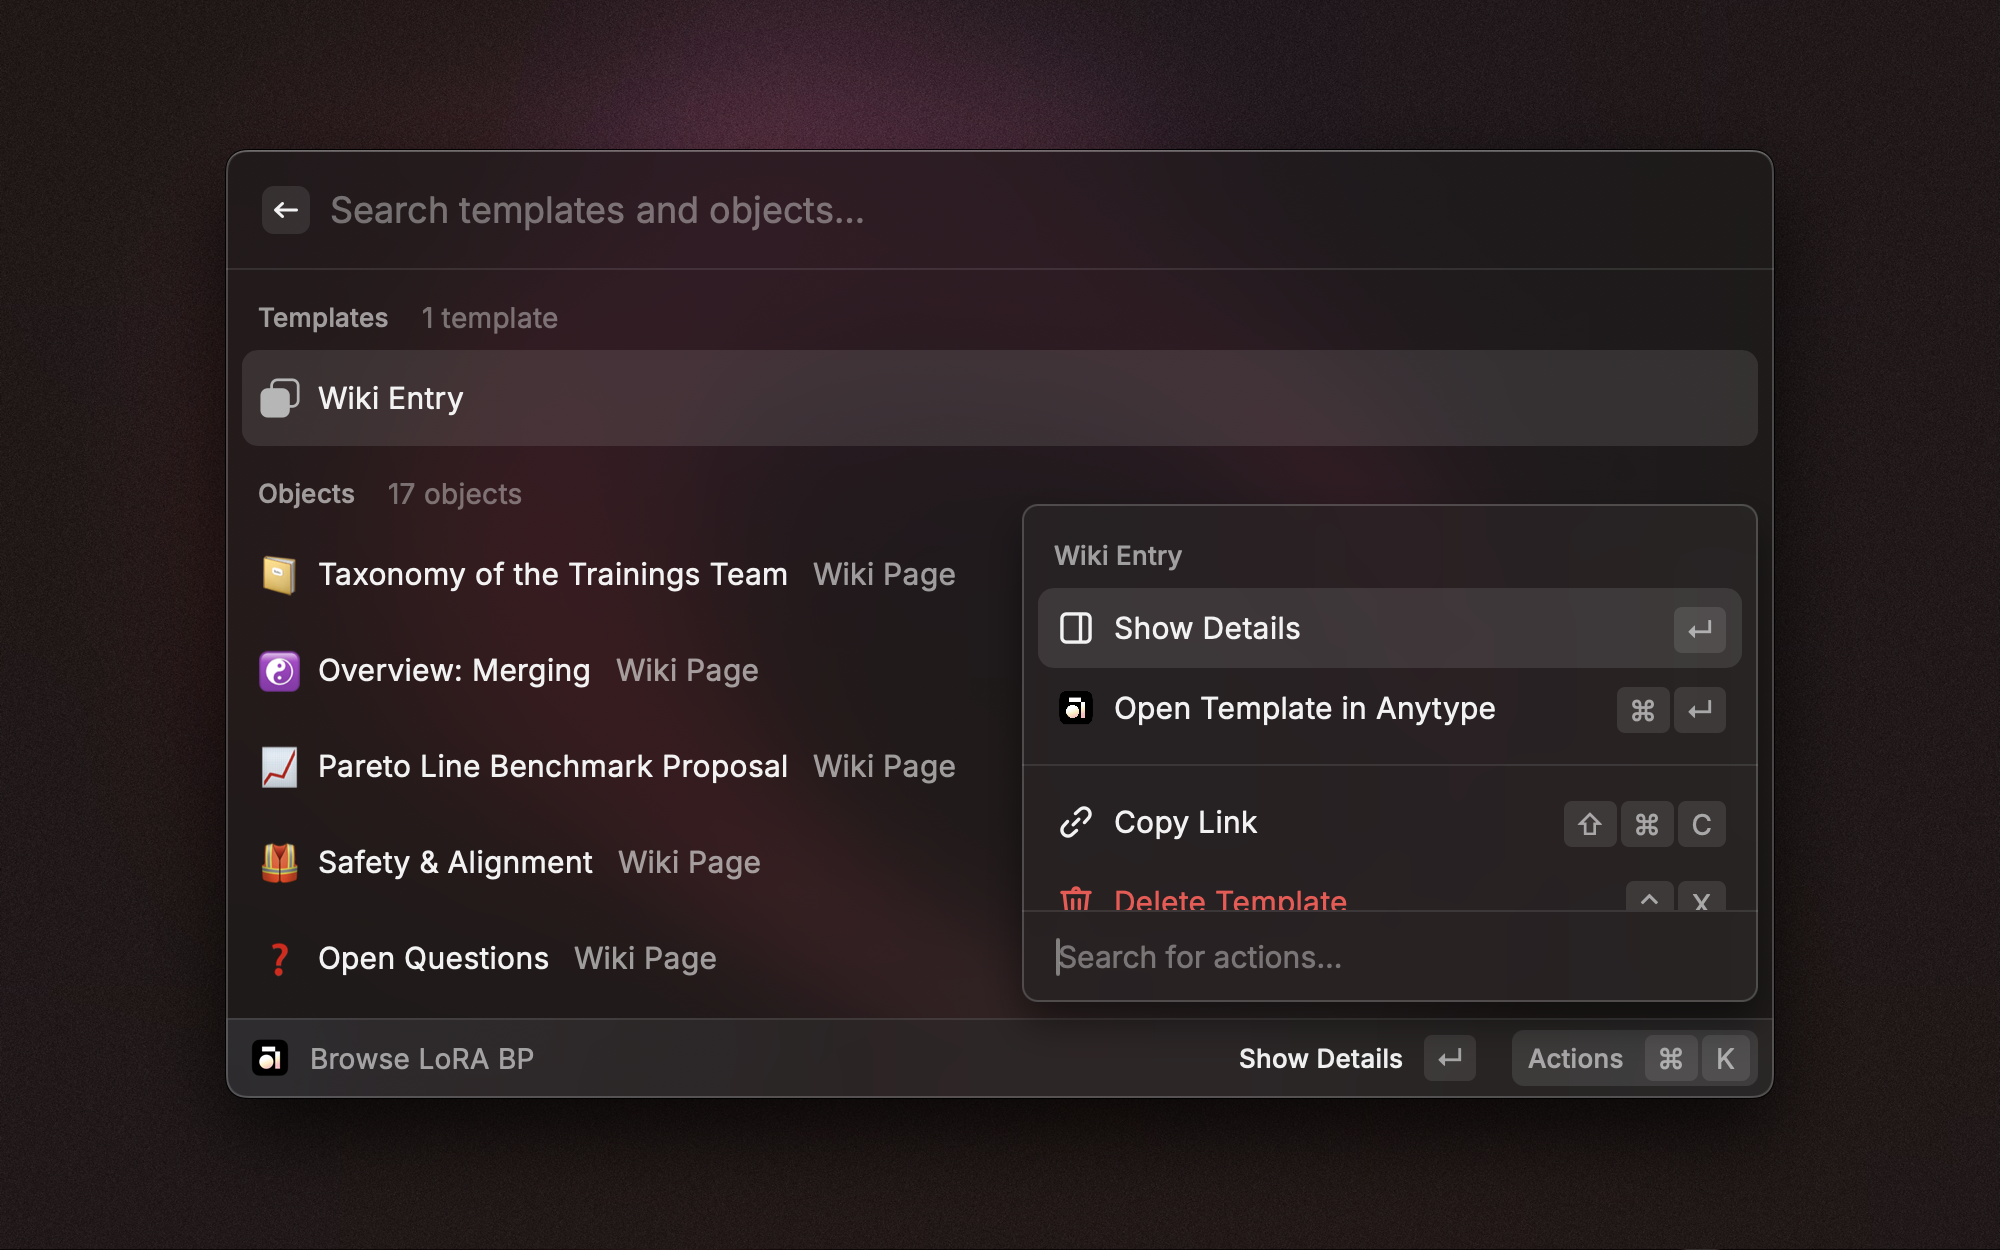 Search templates and objects...
Templates 1 template
Wiki Entry
Objects 17 objects
Taxonomy of the Trainings Team Wiki Page
Overview: Merging Wiki Page
Pareto Line Benchmark Proposal Wiki Page
Safety & Alignment Wiki Page
Open Questions Wiki Page
Wiki Entry
Show Details ↵
Open Template in Anytype ⌘ ↵
Copy Link ⇧ ⌘ C
Delete Template ^ X
Search for actions...
Browse LoRA BP
Show Details ↵ Actions ⌘ K